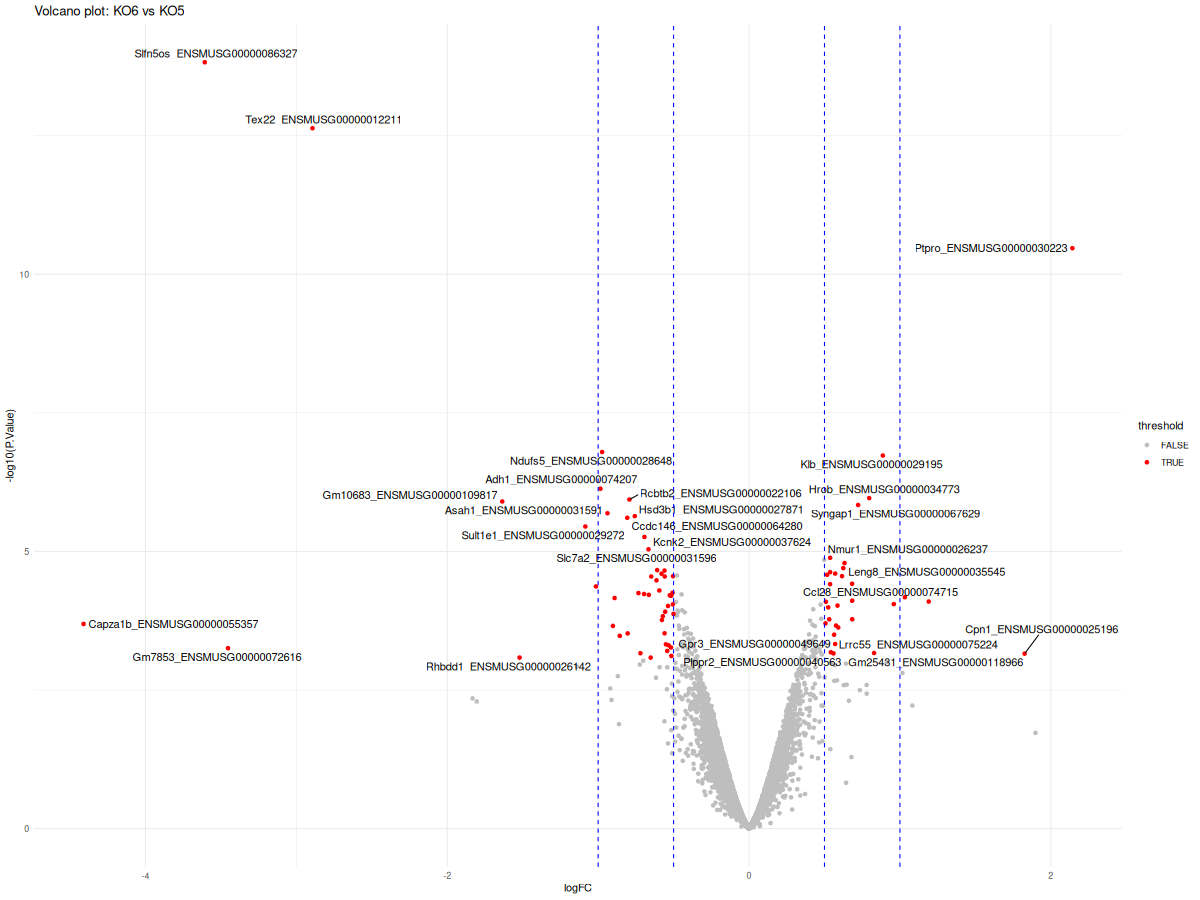 Volcano plot: KO6 vs KO5
Slfn5os_ENSMUSG00000086327
Tex22_ENSMUSG00000012211
Ptpro_ENSMUSG00000030223
10
Ndufs5_ENSMUSG00000028648
Klb_ENSMUSG00000029195
Adh1_ENSMUSG00000074207
Gm10683_ENSMUSG00000109817
Rcbtb2_ENSMUSG00000022106
Hrob_ENSMUSG00000034773
Asah1_ENSMUSG00000031591
Hsd3b1_ENSMUSG00000027871
Syngap1_ENSMUSG00000067629
Ccdc146_ENSMUSG00000064280
Sult1e1_ENSMUSG00000029272
Kcnk2_ENSMUSG00000037624
5
Nmur1_ENSMUSG00000026237
Slc7a2_ENSMUSG00000031596
Leng8_ENSMUSG00000035545
Ccl28_ENSMUSG00000074715
Capza1b_ENSMUSG00000055357
Cpn1_ENSMUSG00000025196
Gpr3_ENSMUSG00000049649
Lrrc55_ENSMUSG00000075224
Gm7853_ENSMUSG00000072616
Rhbdd1_ENSMUSG00000026142
Plppr2_ENSMUSG00000040563
Gm25431_ENSMUSG00000118966
0
-4
-2
0
2
logFC
-log10(P.Value)
threshold
FALSE
TRUE